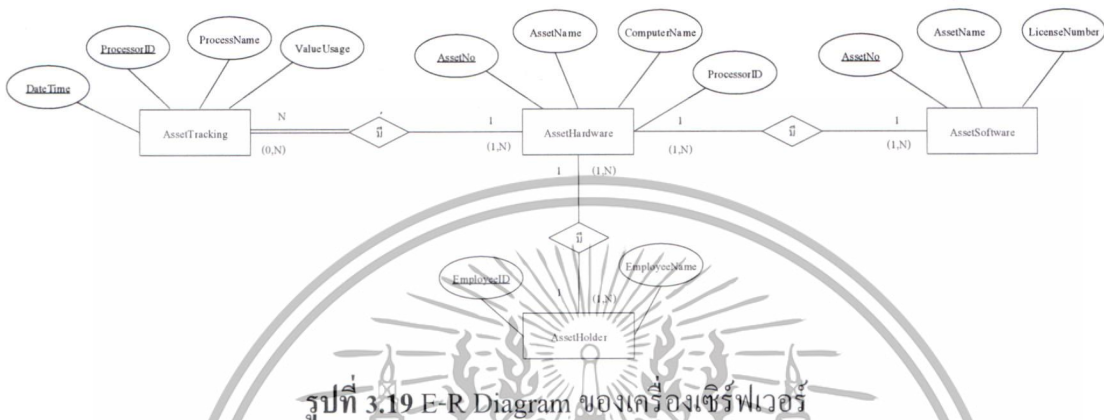 ProcessorID
ProcessName
ValueUsage
DateTime
AssetTracking
N
(0,N)
มี
1
(1,N)
AssetNo
AssetName
ComputerName
ProcessorID
AssetHardware
1
(1,N)
มี
1
(1,N)
AssetNo
AssetName
LicenseNumber
AssetSoftware
1
(1,N)
มี
1
(1,N)
EmployeeID
EmployeeName
AssetHolder
รูปที่ 3.19 E-R Diagram ของเครื่องเซิร์ฟเวอร์